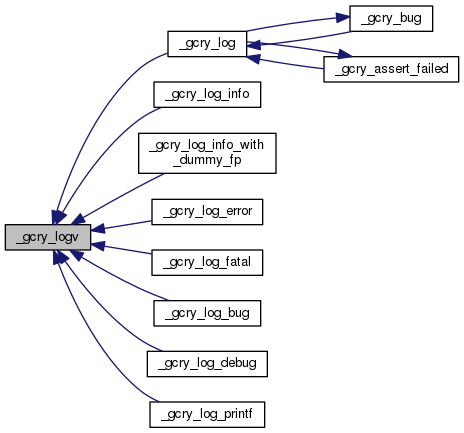 _gcry_bug
_gcry_log
_gcry_assert_failed
_gcry_log_info
_gcry_log_info_with
_dummy_fp
_gcry_log_error
_gcry_logv
_gcry_log_fatal
_gcry_log_bug
_gcry_log_debug
_gcry_log_printf